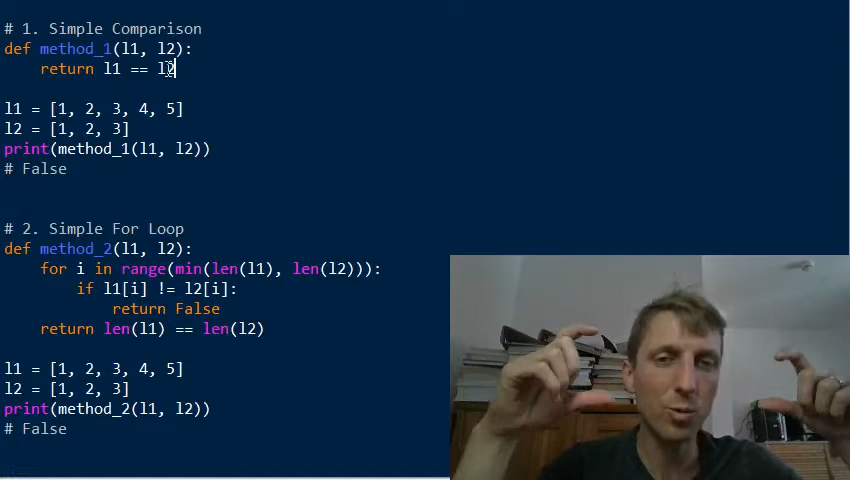 # 1. Simple Comparison
def method_1(l1, l2):
    return l1 == l2
l1 = [1, 2, 3, 4, 5]
l2 = [1, 2, 3]
print(method_1(l1, l2))
# False
# 2. Simple For Loop
def method_2(l1, l2):
    for i in range(min(len(l1), len(l2))):
        if l1[i] != l2[i]:
            return False
    return len(l1) == len(l2)
l1 = [1, 2, 3, 4, 5]
l2 = [1, 2, 3]
print(method_2(l1, l2))
# False